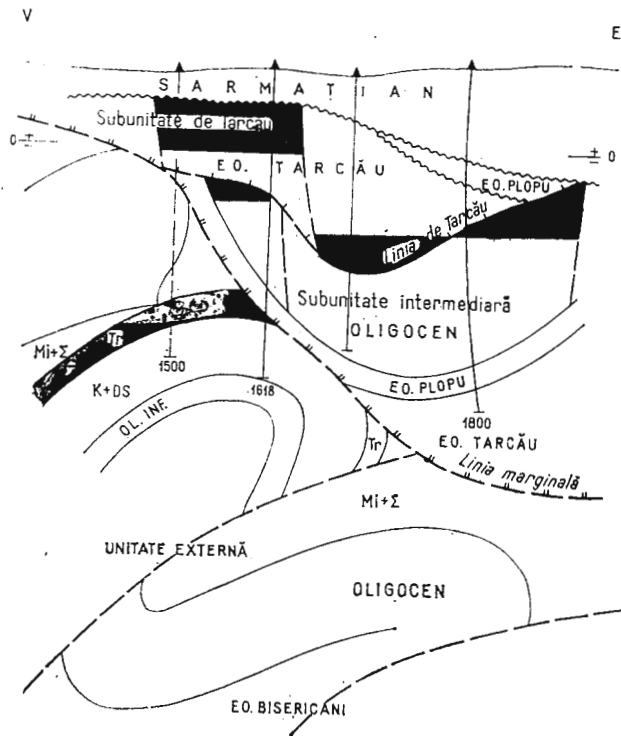 V
E
SARMAȚIAN
Subunitate de Tarcău
0 ±
± 0
EO. TARCĂU
EO. PLOPU
Linia de Tarcău
Subunitate intermediară
OLIGOCEN
Mi+Σ
Tr
1500
K+DS
1618
EO. PLOPU
OL. INF.
1800
EO. TARCĂU
Tr
Linia marginală
Mi+Σ
UNITATE EXTERNĂ
OLIGOCEN
EO. BISERICANI